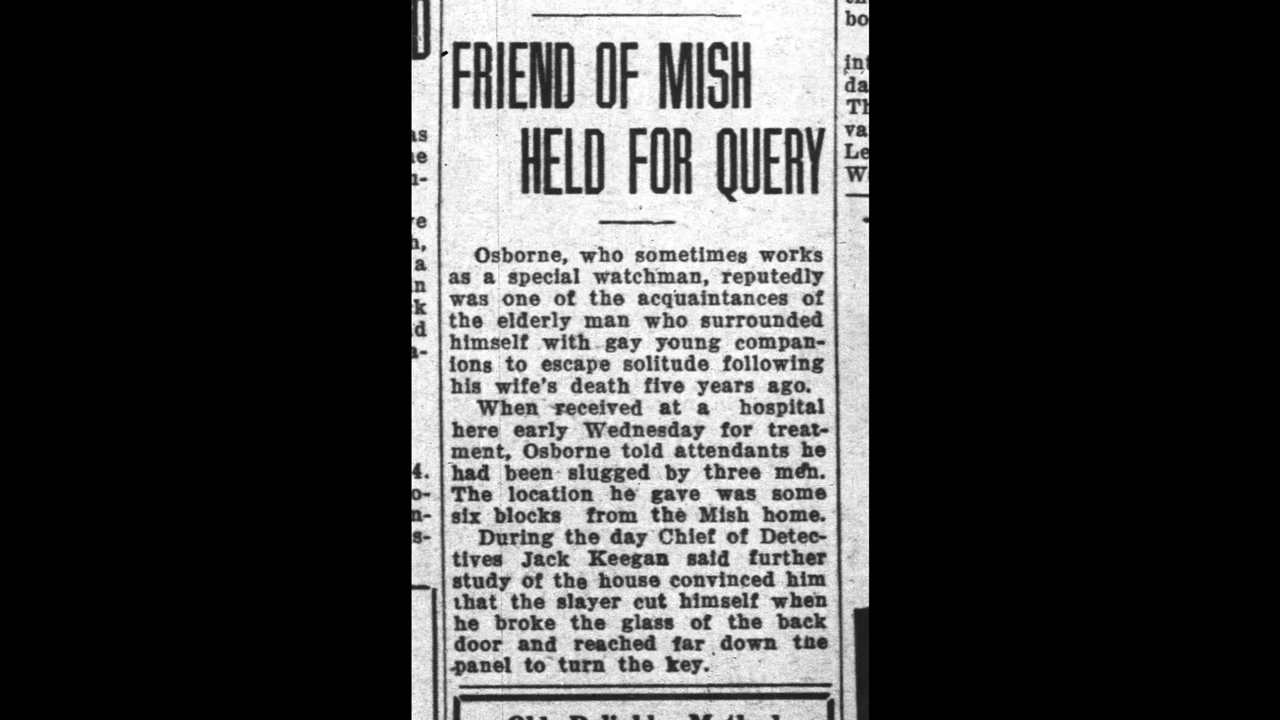 FRIEND OF MISH
HELD FOR QUERY
Osborne, who sometimes works
as a special watchman, reputedly
was one of the acquaintances of
the elderly man who surrounded
himself with gay young compan-
ions to escape solitude following
his wife's death five years ago.
When received at a hospital
here early Wednesday for treat-
ment, Osborne told attendants he
had been slugged by three men.
The location he gave was some
six blocks from the Mish home.
During the day Chief of Detec-
tives Jack Keegan said further
study of the house convinced him
that the slayer cut himself when
he broke the glass of the back
door and reached far down the
panel to turn the key.